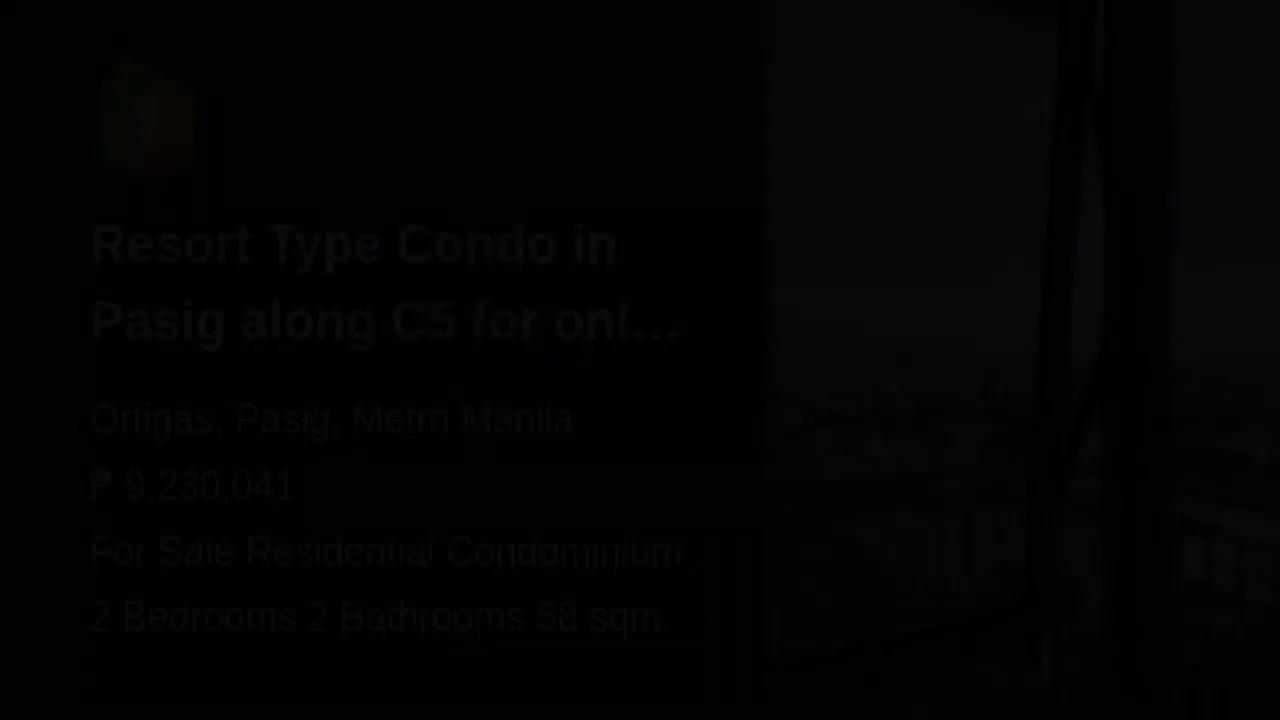 Resort Type Condo in
Pasig along C5 for onl...
Ortigas, Pasig, Metro Manila
₱ 9,230,041
For Sale Residential Condominium
2 Bedrooms 2 Bathrooms 58 sqm.